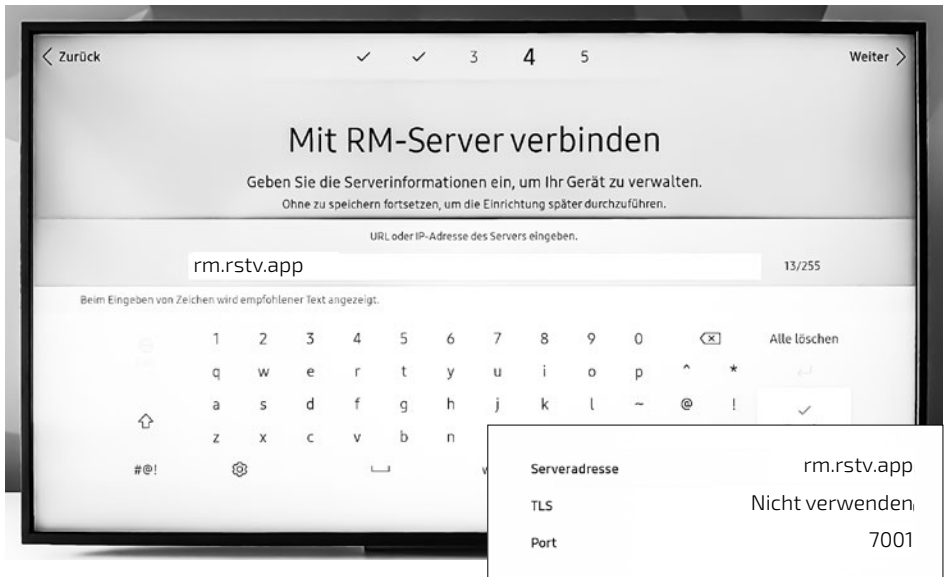 Zurück
3 4 5
Weiter
Mit RM-Server verbinden
Geben Sie die Serverinformationen ein, um Ihr Gerät zu verwalten.
Ohne zu speichern fortsetzen, um die Einrichtung später durchzuführen.
URL oder IP-Adresse des Servers eingeben.
rm.rstv.app
13/255
Beim Eingeben von Zeichen wird empfohlener Text angezeigt.
1 2 3 4 5 6 7 8 9 0 Alle löschen
q w e r t y u i o p ^ *
a s d f g h j k l ~ @ !
z x c v b n
#@!
Serveradresse rm.rstv.app
TLS Nicht verwenden
Port 7001